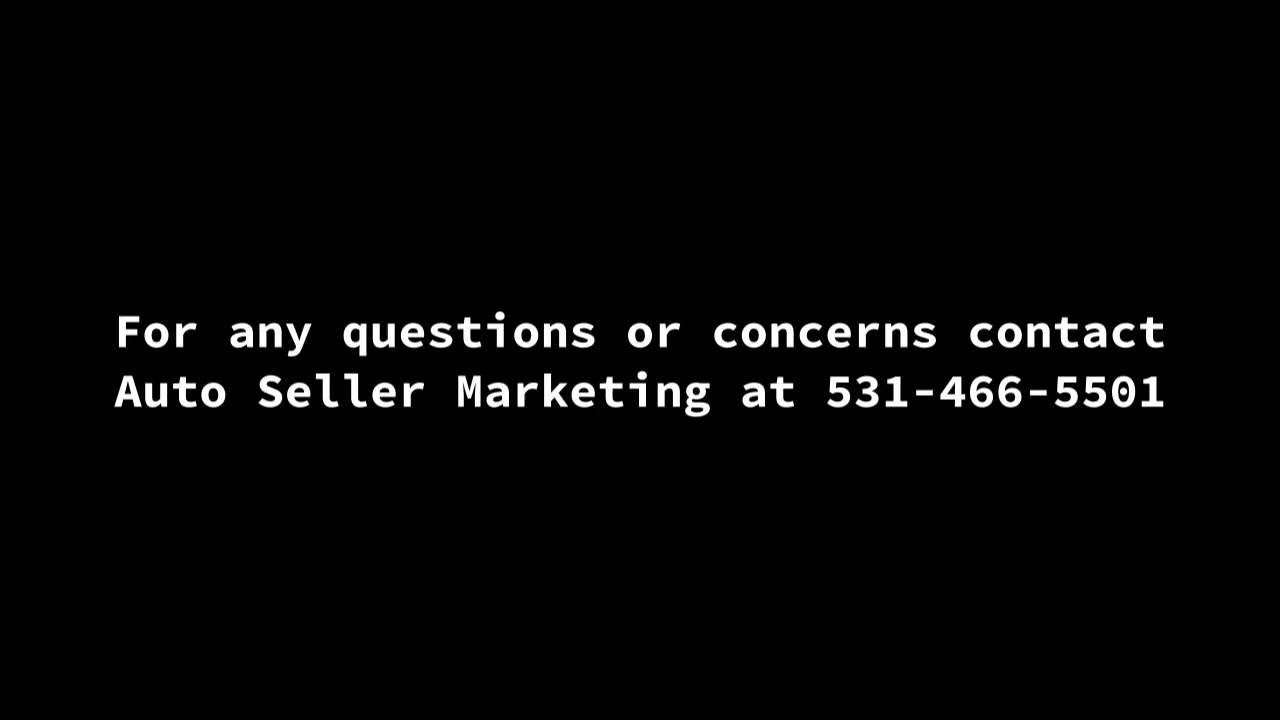 For any questions or concerns contact
Auto Seller Marketing at 531-466-5501